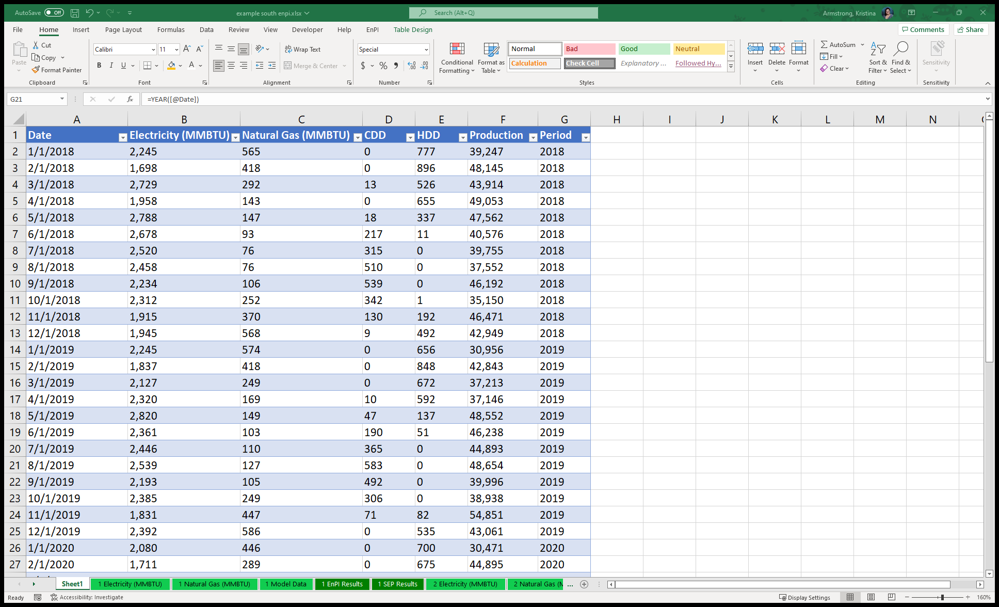 AutoSave Off example south enpi.xlsx Search (Alt+Q) Armstrong, Kristina
File Home Insert Page Layout Formulas Data Review View Developer Help EnPI Table Design Comments Share
Paste Cut Copy Format Painter Clipboard
Calibri 11 B I U A Font
Wrap Text Merge & Center Alignment
Special $ % Number
Conditional Formatting Format as Table
Normal Bad Good Neutral
Calculation Check Cell Explanatory ... Followed Hy...
Styles
Insert Delete Format Cells
AutoSum Fill Clear Sort & Filter Find & Select Editing
Sensitivity Sensitivity
G21 fx =YEAR([@Date])
A B C D E F G H I J K L M N
1 Date Electricity (MMBTU) Natural Gas (MMBTU) CDD HDD Production Period
2 1/1/2018 2,245 565 0 777 39,247 2018
3 2/1/2018 1,698 418 0 896 48,145 2018
4 3/1/2018 2,729 292 13 526 43,914 2018
5 4/1/2018 1,958 143 0 655 49,053 2018
6 5/1/2018 2,788 147 18 337 47,562 2018
7 6/1/2018 2,678 93 217 11 40,576 2018
8 7/1/2018 2,520 76 315 0 39,755 2018
9 8/1/2018 2,458 76 510 0 37,552 2018
10 9/1/2018 2,234 106 539 0 46,192 2018
11 10/1/2018 2,312 252 342 1 35,150 2018
12 11/1/2018 1,915 370 130 192 46,471 2018
13 12/1/2018 1,945 568 9 492 42,949 2018
14 1/1/2019 2,245 574 0 656 30,956 2019
15 2/1/2019 1,837 418 0 848 42,843 2019
16 3/1/2019 2,127 249 0 672 37,213 2019
17 4/1/2019 2,320 169 10 592 37,146 2019
18 5/1/2019 2,820 149 47 137 48,552 2019
19 6/1/2019 2,361 103 190 51 46,238 2019
20 7/1/2019 2,446 110 365 0 44,893 2019
21 8/1/2019 2,539 127 583 0 48,654 2019
22 9/1/2019 2,193 105 492 0 39,996 2019
23 10/1/2019 2,385 249 306 0 38,938 2019
24 11/1/2019 1,831 447 71 82 54,851 2019
25 12/1/2019 2,392 586 0 535 43,061 2019
26 1/1/2020 2,080 446 0 700 30,471 2020
27 2/1/2020 1,711 289 0 675 44,895 2020
Sheet1 1 Electricity (MMBTU) 1 Natural Gas (MMBTU) 1 Model Data 1 EnPI Results 1 SEP Results 2 Electricity (MMBTU) 2 Natural Gas (M ...
Ready Accessibility: Investigate Display Settings 160%